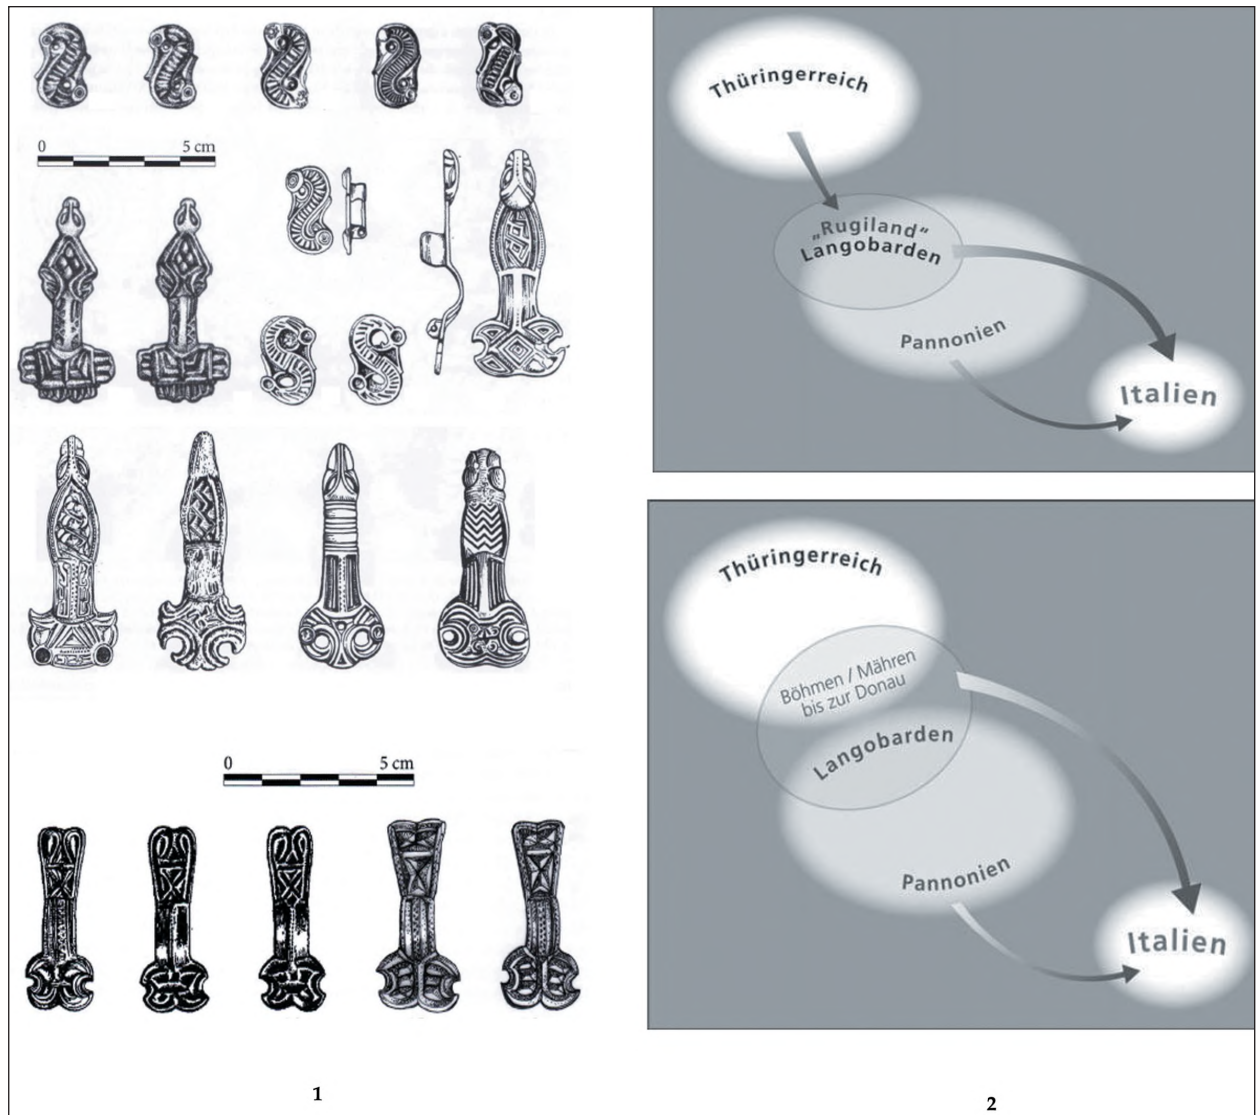 0 5 cm
0 5 cm
1
Thüringerreich
„Rugiland“
Langobarden
Pannonien
Italien
Thüringerreich
Böhmen / Mähren
bis zur Donau
Langobarden
Pannonien
Italien
2